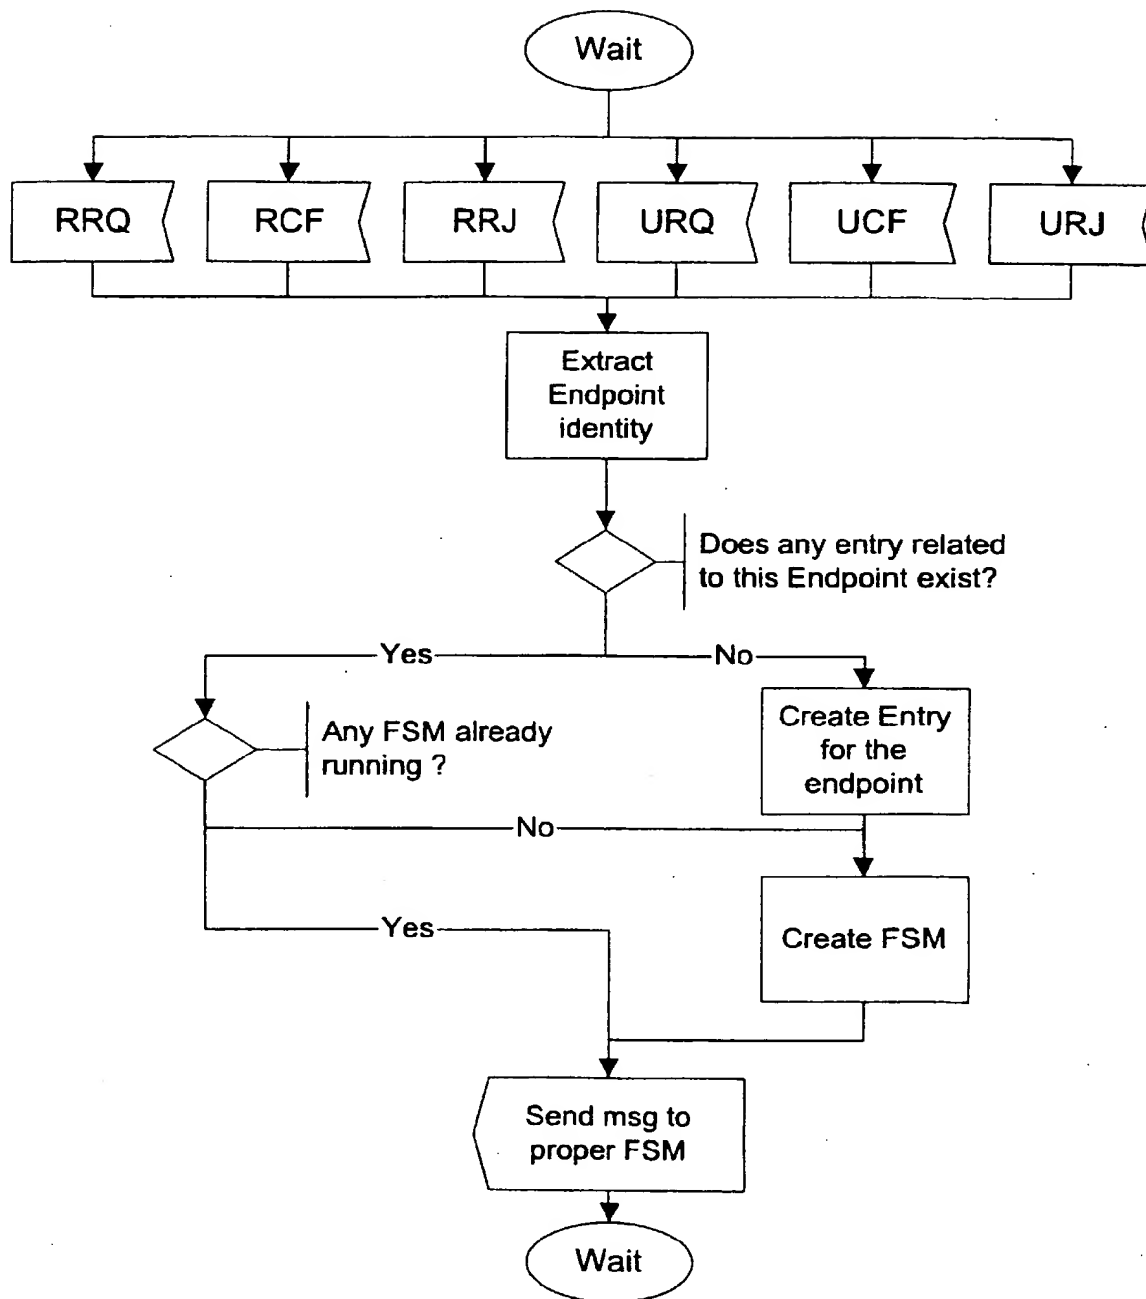 Wait
RRQ
RCF
RRJ
URQ
UCF
URJ
Extract
Endpoint
identity
Does any entry related
to this Endpoint exist?
Yes
No
Any FSM already
running ?
Create Entry
for the
endpoint
No
Yes
Create FSM
Send msg to
proper FSM
Wait